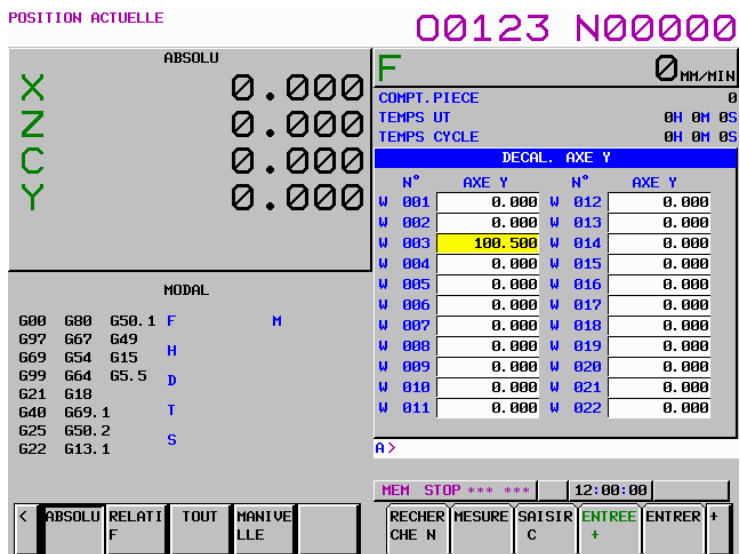 POSITION ACTUELLE
O0123 N00000
ABSOLU
X 0.000
Z 0.000
C 0.000
Y 0.000
MODAL
G00 G80 G50.1 F M
G97 G67 G49
G69 G54 G15 H
G99 G64 G5.5 D
G21 G18
G40 G69.1 T
G25 G50.2
G22 G13.1 S
F 0 MM/MIN
COMPT.PIECE 0
TEMPS UT 0H 0M 0S
TEMPS CYCLE 0H 0M 0S
DECAL. AXE Y
N° AXE Y N° AXE Y
W 001 0.000 W 012 0.000
W 002 0.000 W 013 0.000
W 003 100.500 W 014 0.000
W 004 0.000 W 015 0.000
W 005 0.000 W 016 0.000
W 006 0.000 W 017 0.000
W 007 0.000 W 018 0.000
W 008 0.000 W 019 0.000
W 009 0.000 W 020 0.000
W 010 0.000 W 021 0.000
W 011 0.000 W 022 0.000
A>
MEM STOP *** *** 12:00:00
< ABSOLU RELATI TOUT MANIVE
F LLE
RECHER MESURE SAISIR ENTREE ENTRER +
CHE N C +